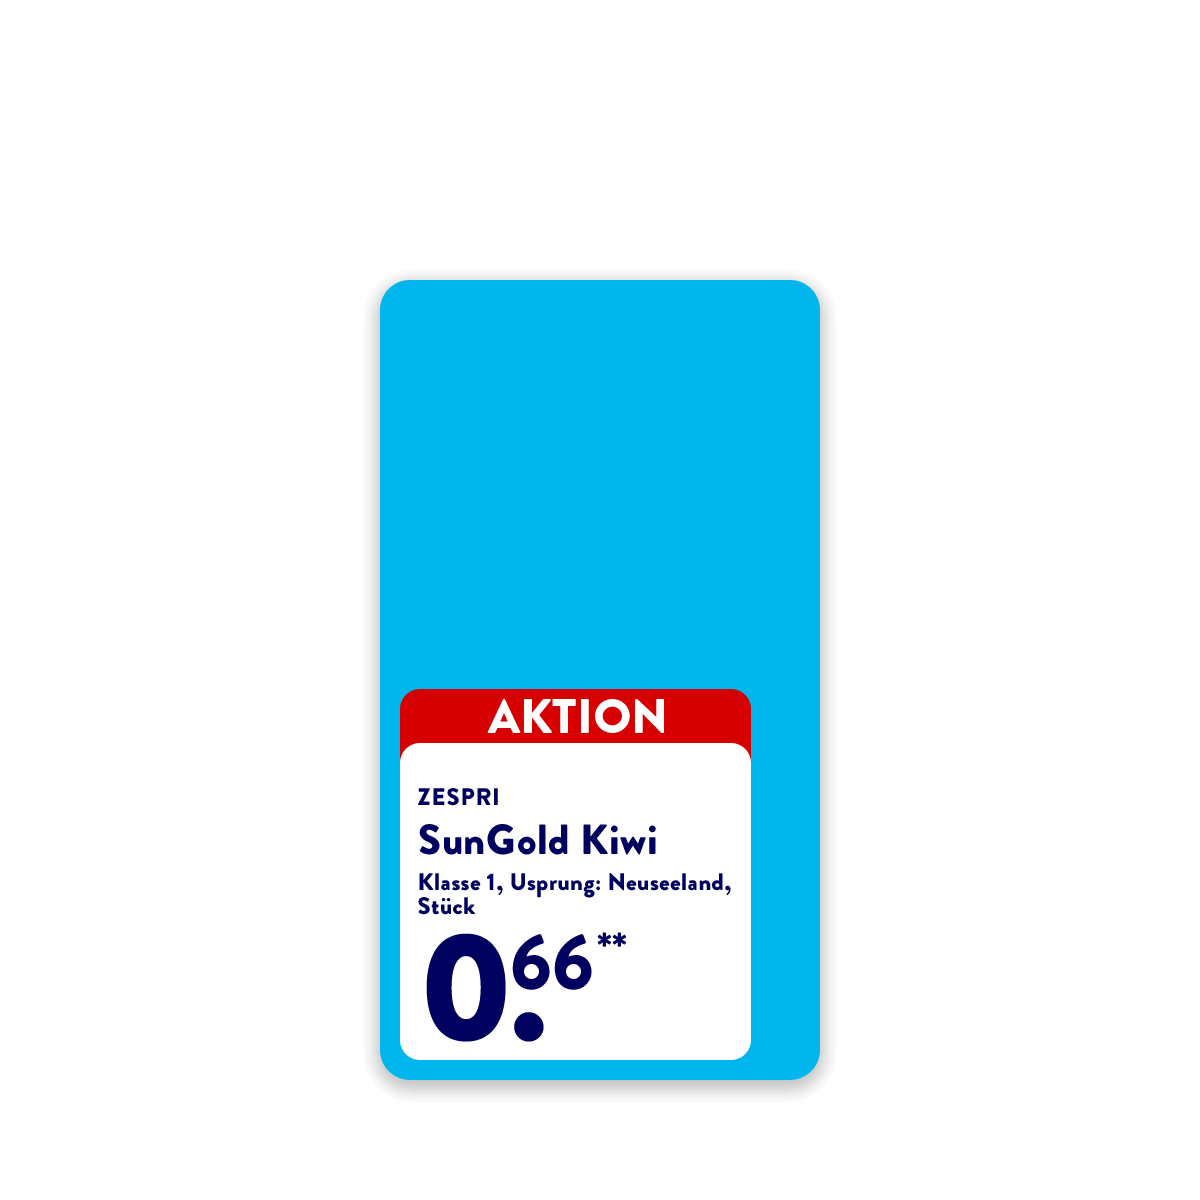 AKTION
ZESPRI
SunGold Kiwi
Klasse 1, Usprung: Neuseeland,
Stück
0.66**